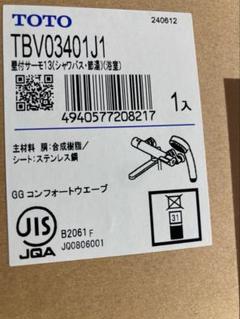 TOTO
240612
TBV03401J1
壁付サーモ13(シャワバス・節湯)(浴室)
4940577208217
1入
主材料 胴:合成樹脂/
シート:ステンレス鋼
GG コンフォートウエーブ
31
JIS
JQA
B2061 F
JQ0806001